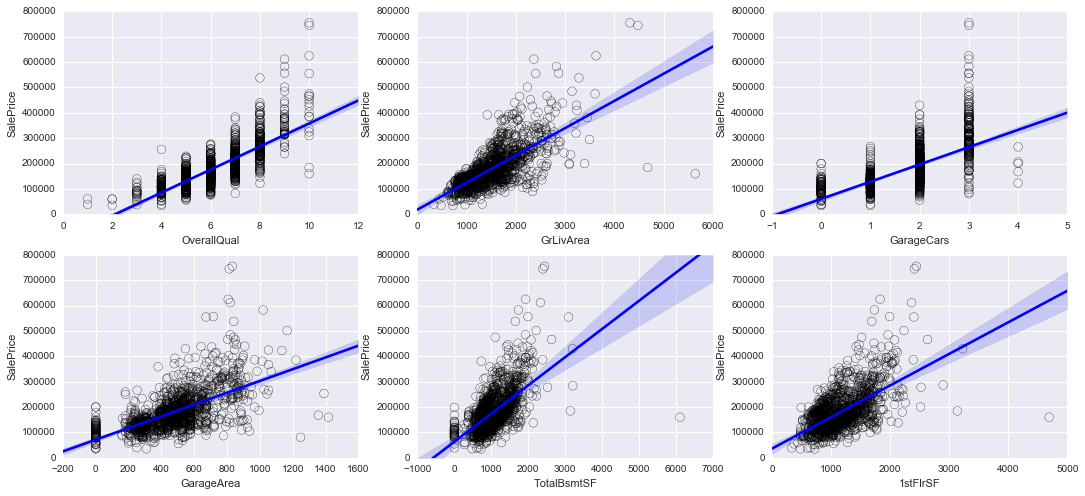 800000 700000 600000 500000 400000 300000 200000 100000 0
SalePrice
0 2 4 6 8 10 12
OverallQual
800000 700000 600000 500000 400000 300000 200000 100000 0
SalePrice
0 1000 2000 3000 4000 5000 6000
GrLivArea
800000 700000 600000 500000 400000 300000 200000 100000 0
SalePrice
−1 0 1 2 3 4 5
GarageCars
800000 700000 600000 500000 400000 300000 200000 100000 0
SalePrice
−200 0 200 400 600 800 1000 1200 1400 1600
GarageArea
800000 700000 600000 500000 400000 300000 200000 100000 0
SalePrice
−1000 0 1000 2000 3000 4000 5000 6000 7000
TotalBsmtSF
800000 700000 600000 500000 400000 300000 200000 100000 0
SalePrice
0 1000 2000 3000 4000 5000
1stFlrSF